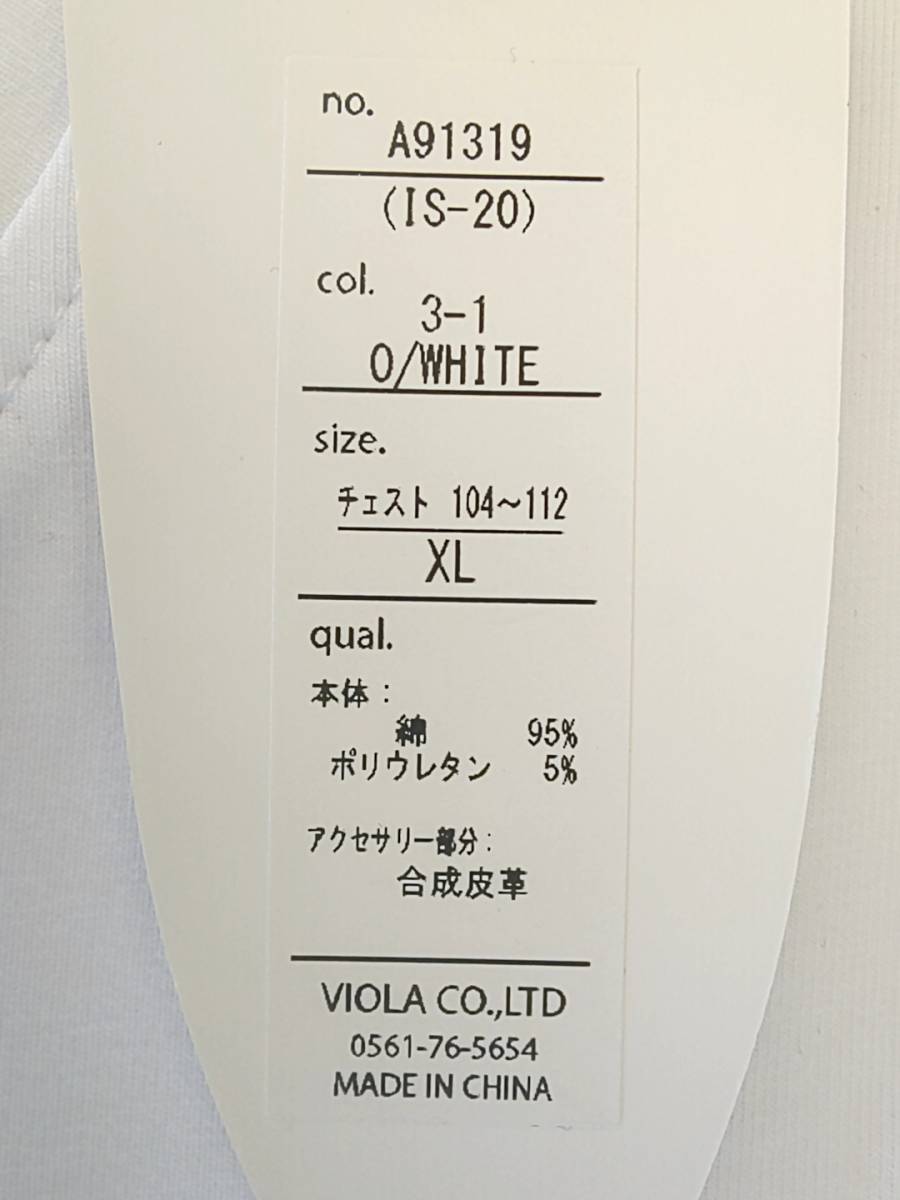 no.
A91319
(IS-20)
col.
3-1
O/WHITE
size.
チェスト 104~112
XL
qual.
本体:
綿 95%
ポリウレタン 5%
アクセサリー部分:
合成皮革
VIOLA CO.,LTD
0561-76-5654
MADE IN CHINA